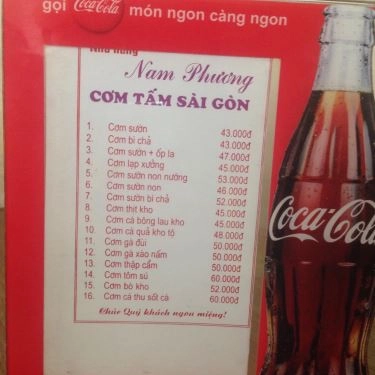 gọi Coca-Cola món ngon càng ngon
Nhà hàng
Nam Phương
CƠM TẤM SÀI GÒN
1. Cơm sườn 43.000đ
2. Cơm bì chả 43.000đ
3. Cơm sườn + ốp la 47.000đ
4. Cơm lạp xưởng 45.000đ
5. Cơm sườn non nướng 53.000đ
6. Cơm sườn non 46.000đ
7. Cơm sườn bì chả 52.000đ
8. Cơm thịt kho 45.000đ
9. Cơm cá bông lau kho 45.000đ
10. Cơm cá quả kho tộ 48.000đ
11. Cơm gà đùi 50.000đ
12. Cơm gà xào nấm 50.000đ
13. Cơm thập cẩm 50.000đ
14. Cơm tôm sú 60.000đ
15. Cơm bò kho 52.000đ
16. Cơm cá thu sốt cà 60.000đ
Chúc Quý khách ngon miệng!
Coca-Cola